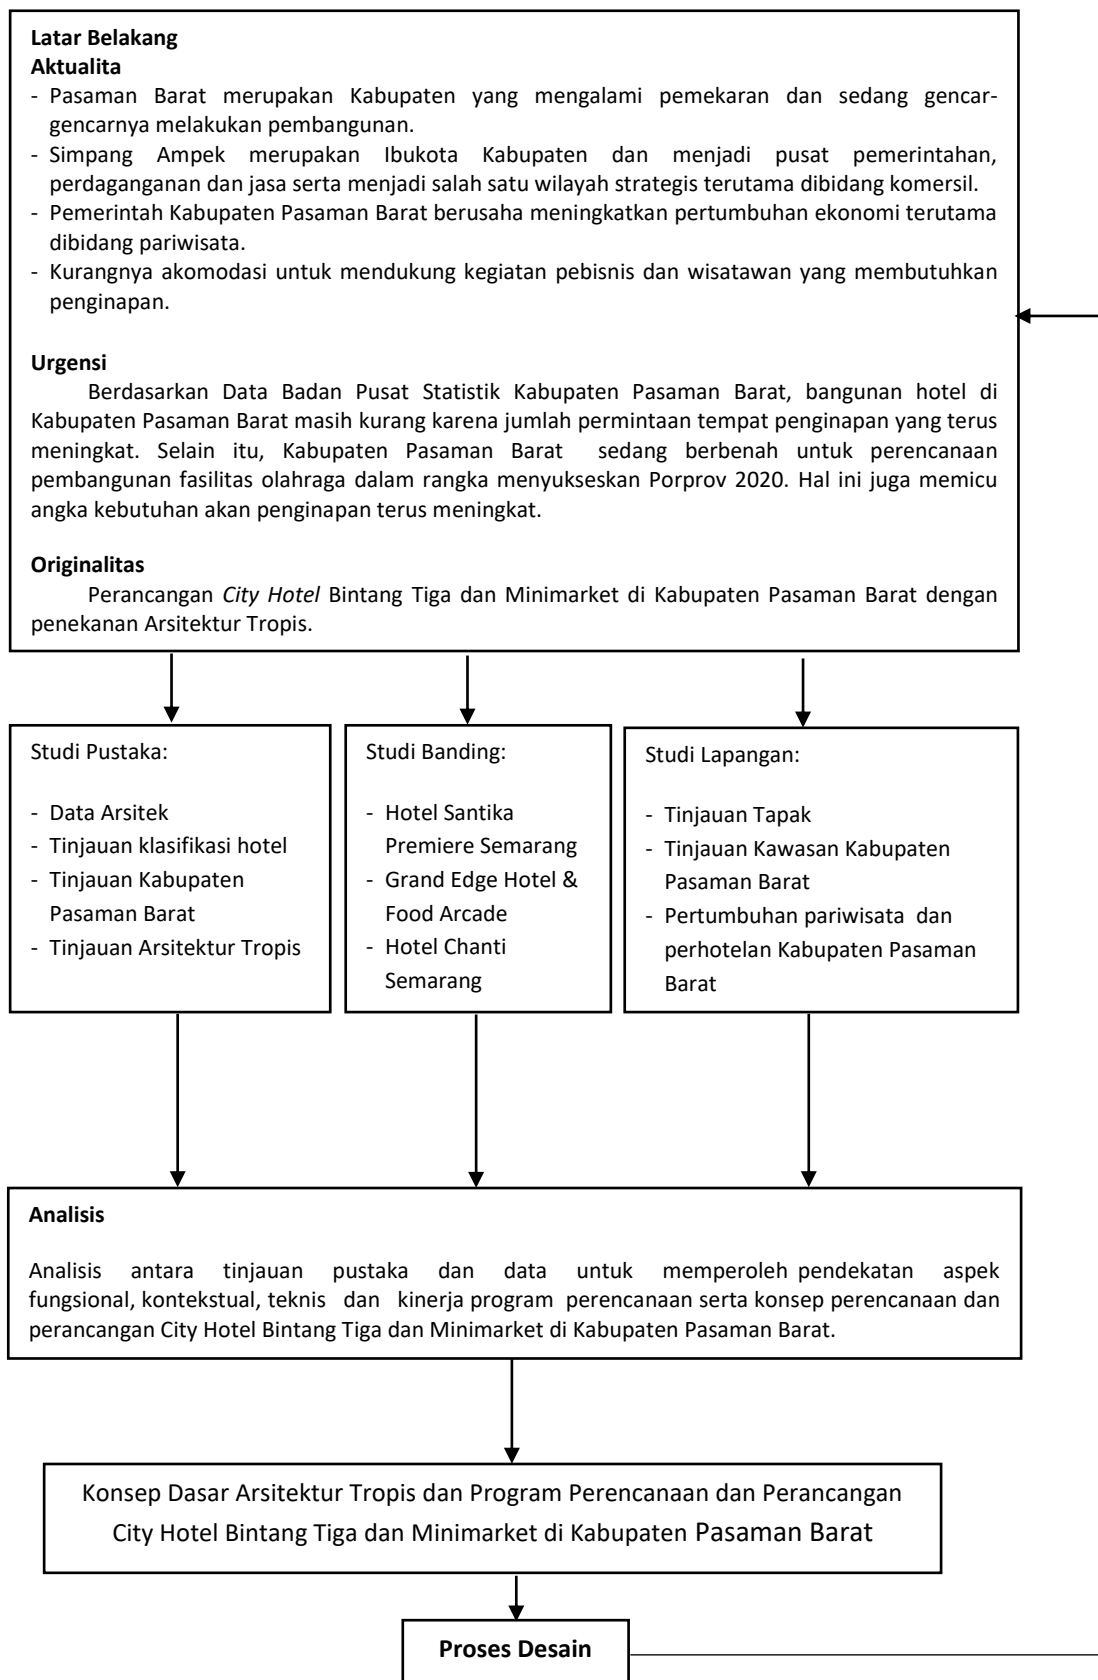 Latar Belakang
Aktualita
- Pasaman Barat merupakan Kabupaten yang mengalami pemekaran dan sedang gencar-
gencarnya melakukan pembangunan.
- Simpang Ampek merupakan Ibukota Kabupaten dan menjadi pusat pemerintahan,
perdaganganan dan jasa serta menjadi salah satu wilayah strategis terutama dibidang komersil.
- Pemerintah Kabupaten Pasaman Barat berusaha meningkatkan pertumbuhan ekonomi terutama
dibidang pariwisata.
- Kurangnya akomodasi untuk mendukung kegiatan pebisnis dan wisatawan yang membutuhkan
penginapan.
Urgensi
Berdasarkan Data Badan Pusat Statistik Kabupaten Pasaman Barat, bangunan hotel di
Kabupaten Pasaman Barat masih kurang karena jumlah permintaan tempat penginapan yang terus
meningkat. Selain itu, Kabupaten Pasaman Barat sedang berbenah untuk perencanaan
pembangunan fasilitas olahraga dalam rangka menyukseskan Porprov 2020. Hal ini juga memicu
angka kebutuhan akan penginapan terus meningkat.
Originalitas
Perancangan City Hotel Bintang Tiga dan Minimarket di Kabupaten Pasaman Barat dengan
penekanan Arsitektur Tropis.
Studi Pustaka:
- Data Arsitek
- Tinjauan klasifikasi hotel
- Tinjauan Kabupaten
Pasaman Barat
- Tinjauan Arsitektur Tropis
Studi Banding:
- Hotel Santika
Premiere Semarang
- Grand Edge Hotel &
Food Arcade
- Hotel Chanti
Semarang
Studi Lapangan:
- Tinjauan Tapak
- Tinjauan Kawasan Kabupaten
Pasaman Barat
- Pertumbuhan pariwisata dan
perhotelan Kabupaten Pasaman
Barat
Analisis
Analisis antara tinjauan pustaka dan data untuk memperoleh pendekatan aspek
fungsional, kontekstual, teknis dan kinerja program perencanaan serta konsep perencanaan dan
perancangan City Hotel Bintang Tiga dan Minimarket di Kabupaten Pasaman Barat.
Konsep Dasar Arsitektur Tropis dan Program Perencanaan dan Perancangan
City Hotel Bintang Tiga dan Minimarket di Kabupaten Pasaman Barat
Proses Desain